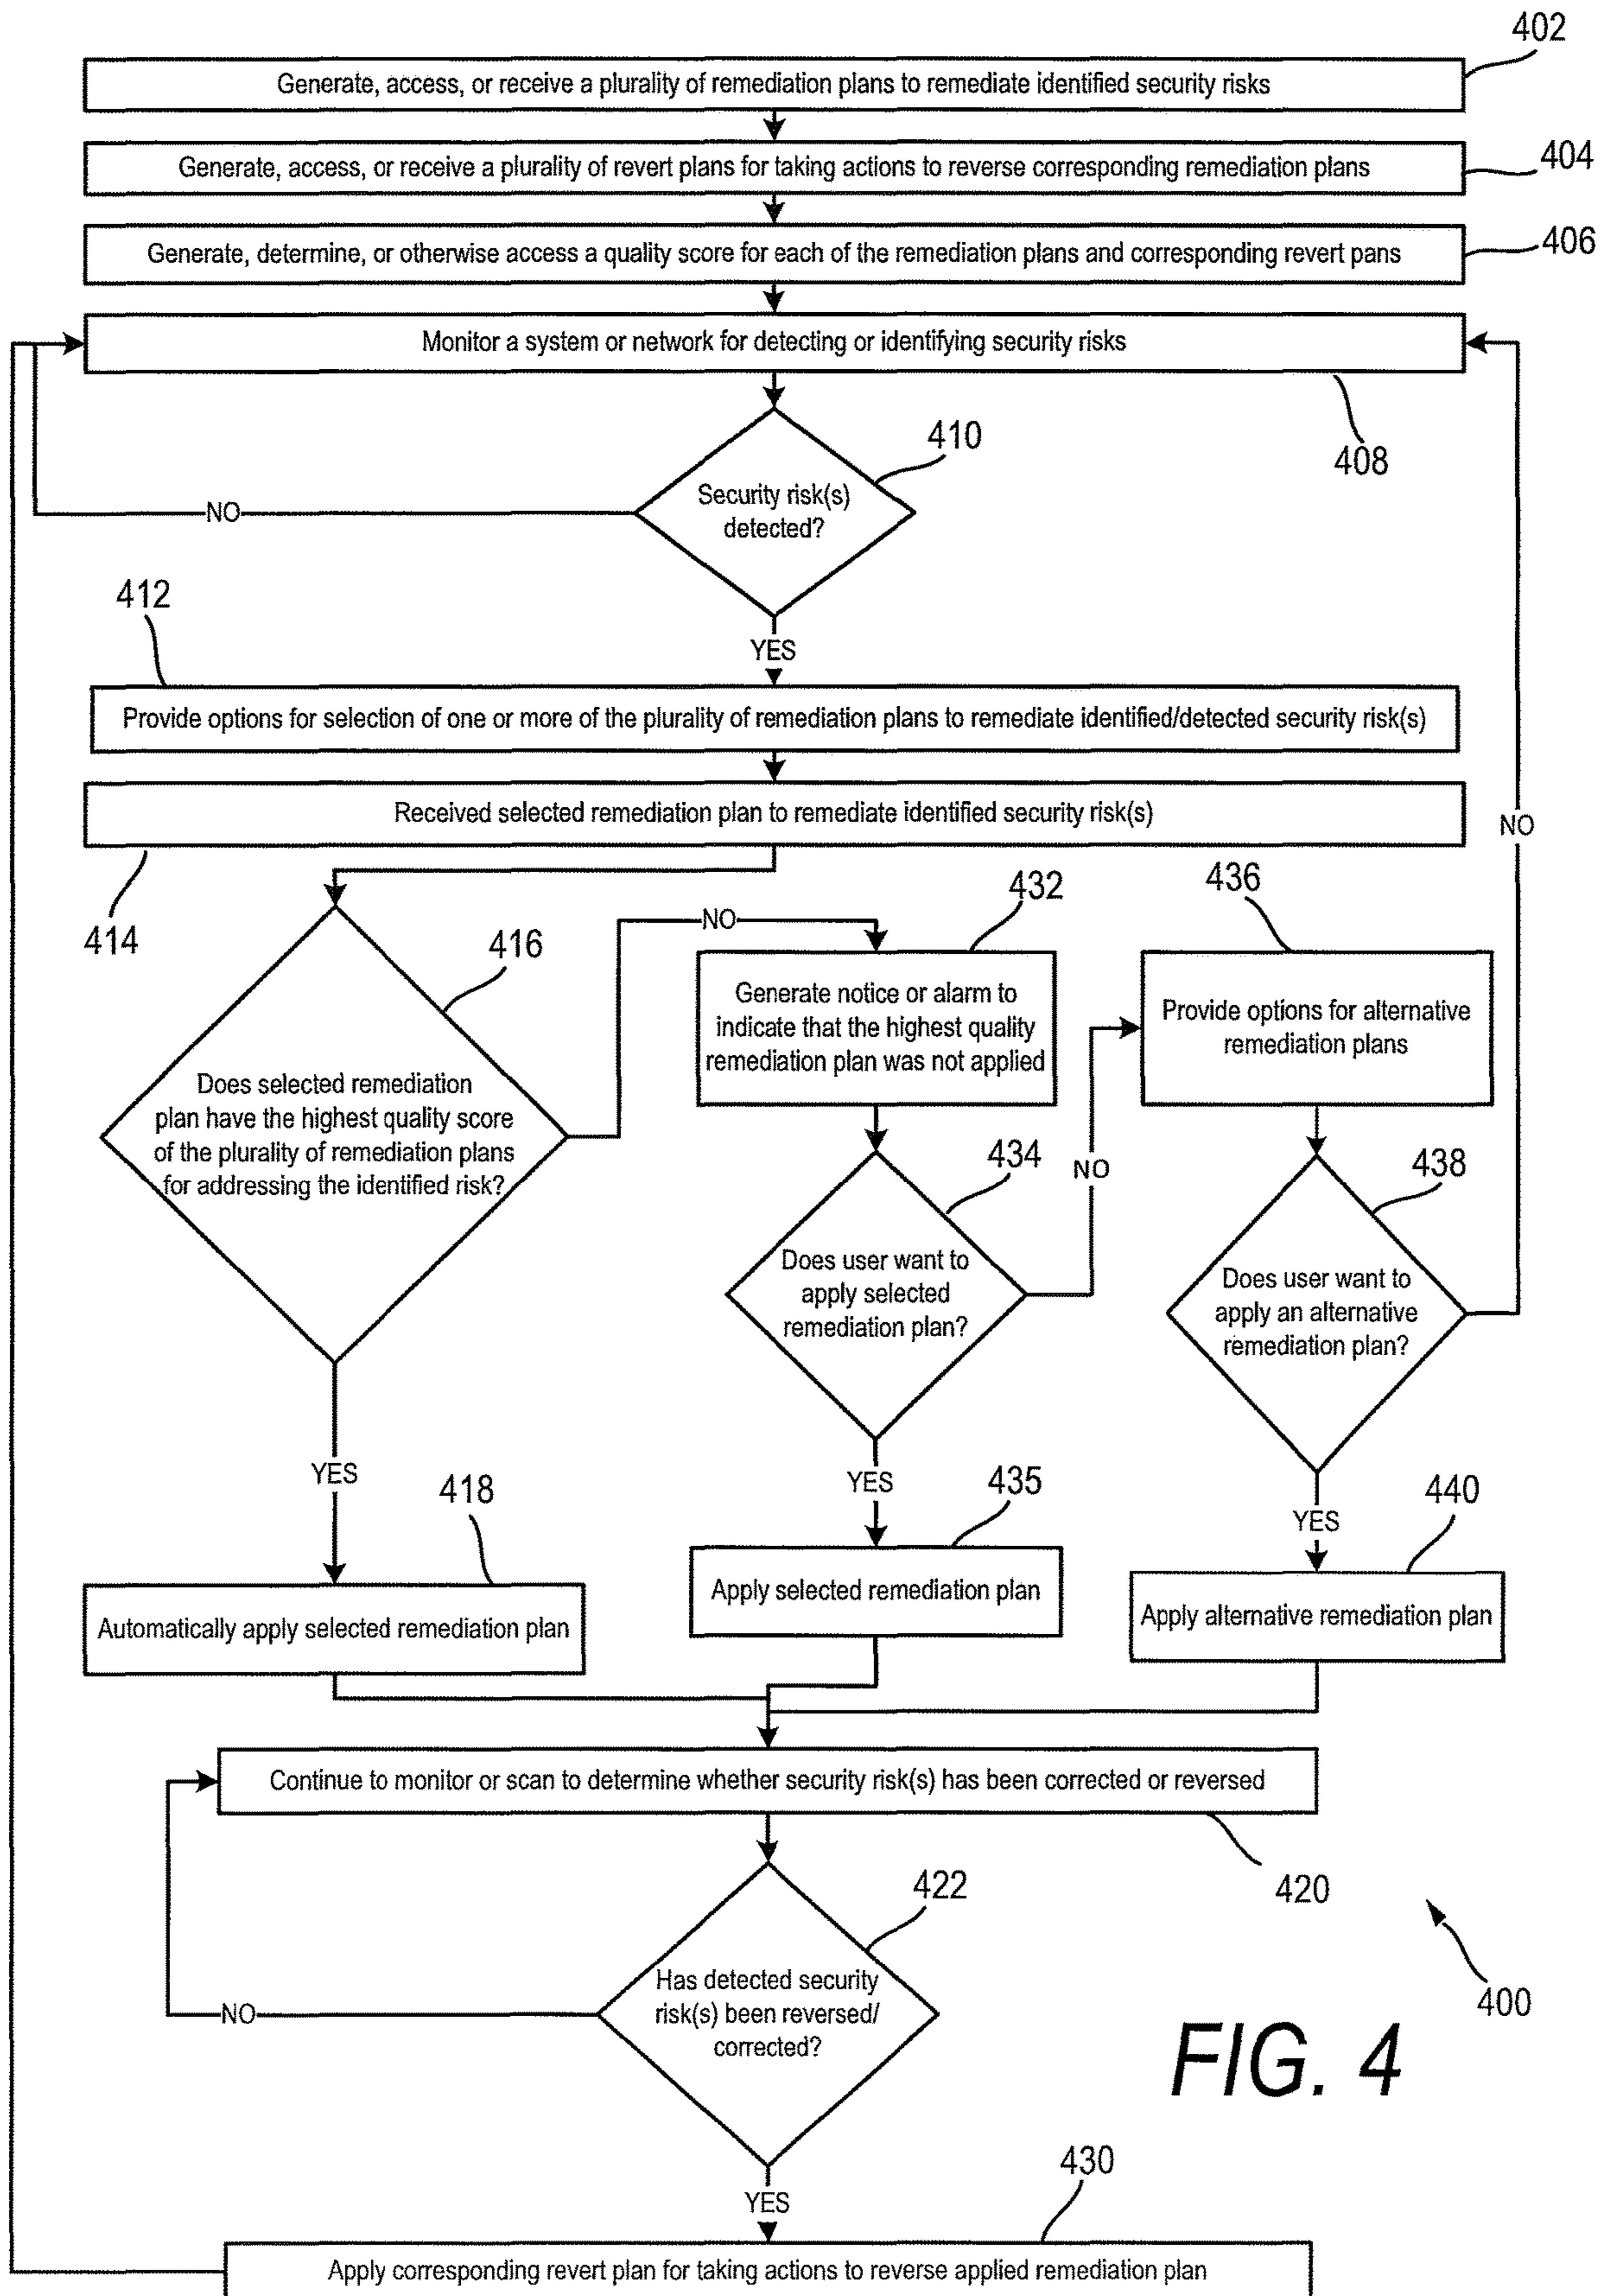 402
Generate, access, or receive a plurality of remediation plans to remediate identified security risks
Generate, access, or receive a plurality of revert plans for taking actions to reverse corresponding remediation plans
404
Generate, determine, or otherwise access a quality score for each of the remediation plans and corresponding revert pans
406
Monitor a system or network for detecting or identifying security risks
408
410
Security risk(s)
detected?
NO
YES
412
Provide options for selection of one or more of the plurality of remediation plans to remediate identified/detected security risk(s)
Received selected remediation plan to remediate identified security risk(s)
NO
414
416
Does selected remediation
plan have the highest quality score
of the plurality of remediation plans
for addressing the identified risk?
NO
432
Generate notice or alarm to
indicate that the highest quality
remediation plan was not applied
436
Provide options for alternative
remediation plans
434
NO
Does user want to
apply selected
remediation plan?
438
Does user want to
apply an alternative
remediation plan?
YES
418
Automatically apply selected remediation plan
YES
435
Apply selected remediation plan
YES
440
Apply alternative remediation plan
Continue to monitor or scan to determine whether security risk(s) has been corrected or reversed
420
422
Has detected security
risk(s) been reversed/
corrected?
NO
400
FIG. 4
YES
430
Apply corresponding revert plan for taking actions to reverse applied remediation plan